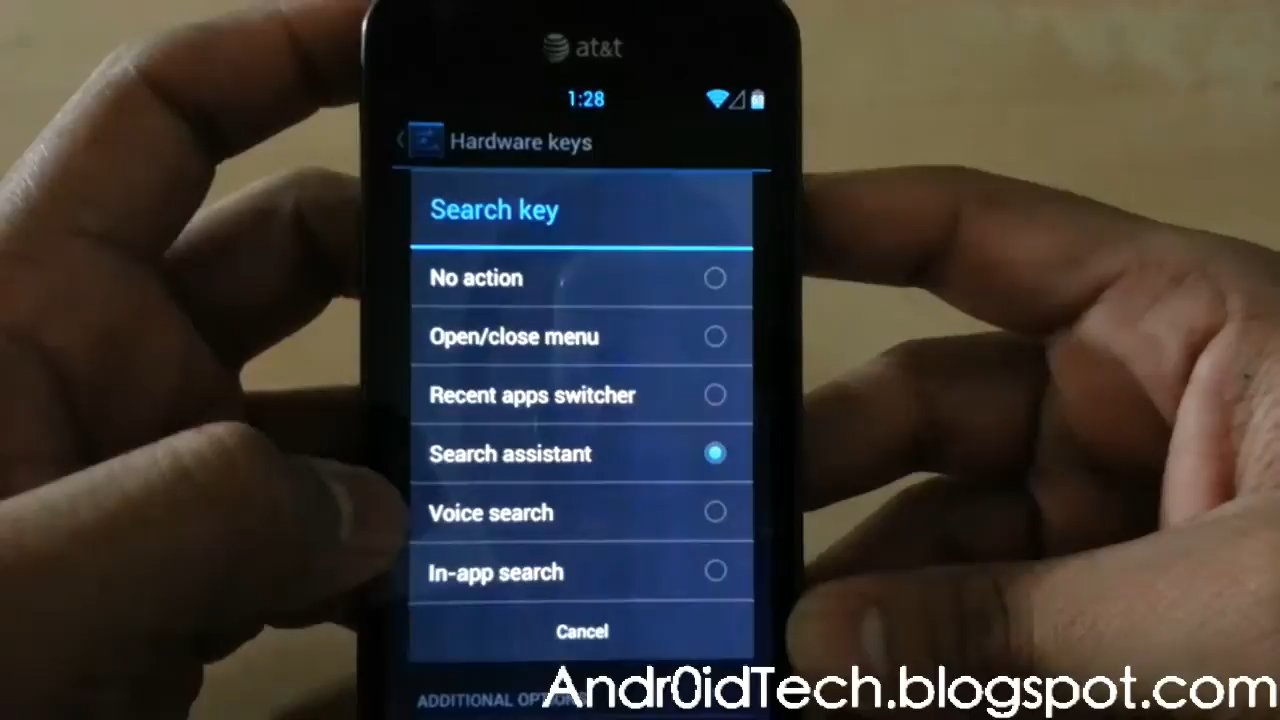 at&t
1:28
Hardware keys
Search key
No action
Open/close menu
Recent apps switcher
Search assistant
Voice search
In-app search
Cancel
ADDITIONAL
Andr0idTech.blogspot.com